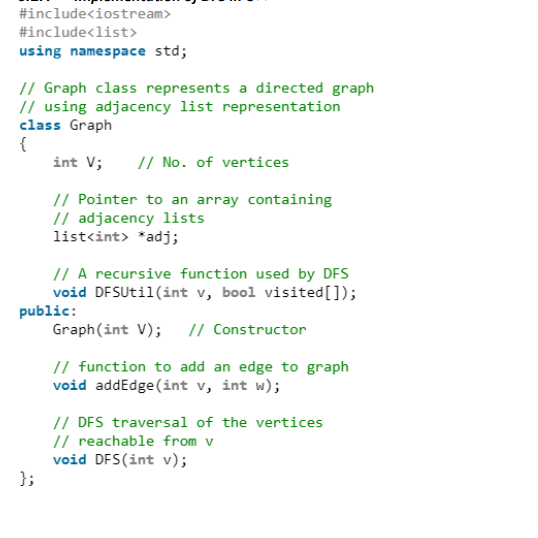 #include<iostream>
#include<list>
using namespace std;
// Graph class represents a directed graph
// using adjacency list representation
class Graph
{
    int V;    // No. of vertices
    // Pointer to an array containing
    // adjacency lists
    list<int> *adj;
    // A recursive function used by DFS
    void DFSUtil(int v, bool visited[]);
public:
    Graph(int V);   // Constructor
    // function to add an edge to graph
    void addEdge(int v, int w);
    // DFS traversal of the vertices
    // reachable from v
    void DFS(int v);
};